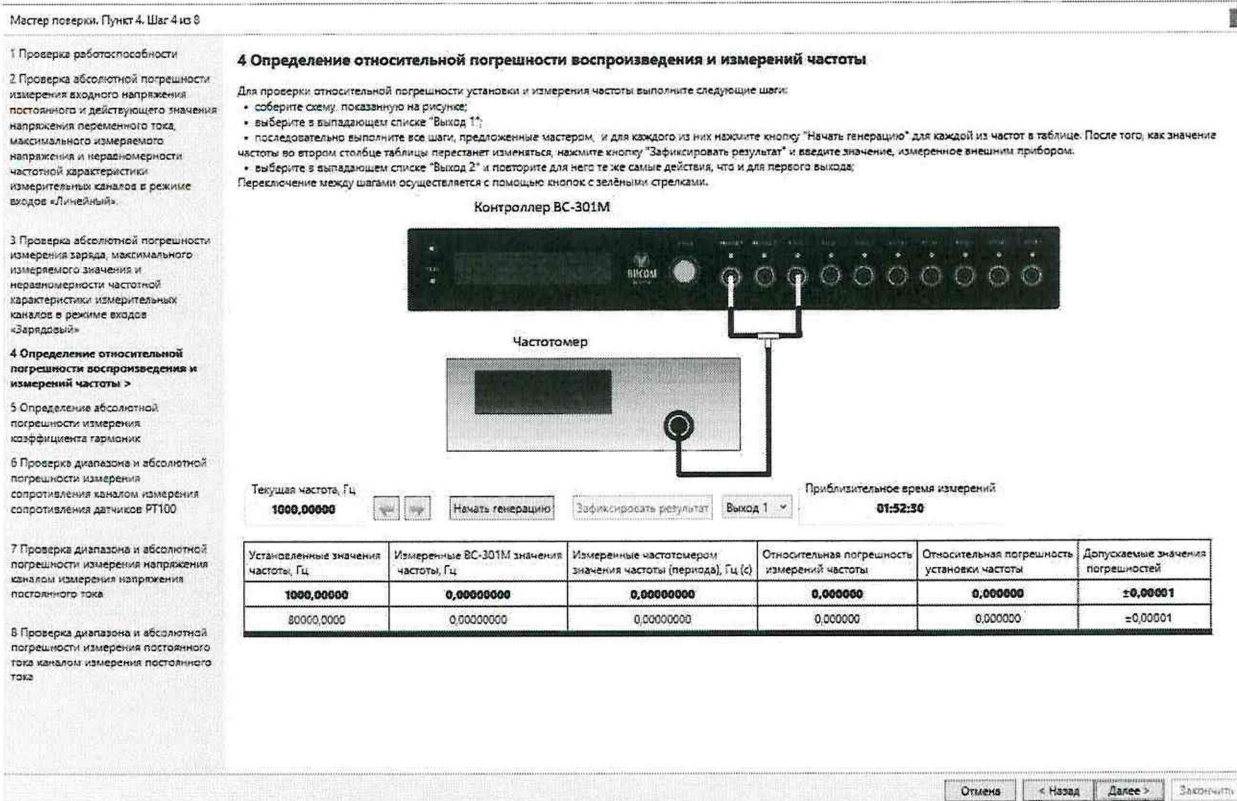 Мастер поверки. Пункт 4. Шаг 4 из 8
1 Проверка работоспособности
2 Проверка абсолютной погрешности
измерения входного напряжения
постоянного и действующего значения
напряжения переменного тока,
максимального измеряемого
напряжения и неравномерности
частотной характеристики
измерительных каналов в режиме
входов «Линейный».
3 Проверка абсолютной погрешности
измерения заряда, максимального
измеряемого значения и
неравномерности частотной
характеристики измерительных
каналов в режиме входов
«Зарядовый»
4 Определение относительной
погрешности воспроизведения и
измерений частоты >
5 Определение абсолютной
погрешности измерения
коэффициента гармоник
6 Проверка диапазона и абсолютной
погрешности измерения
сопротивления каналом измерения
сопротивления датчиков PT100
7 Проверка диапазона и абсолютной
погрешности измерения напряжения
каналом измерения напряжения
постоянного тока
8 Проверка диапазона и абсолютной
погрешности измерения постоянного
тока каналом измерения постоянного
тока
4 Определение относительной погрешности воспроизведения и измерений частоты
Для проверки относительной погрешности установки и измерения частоты выполните следующие шаги:
• соберите схему, показанную на рисунке;
• выберите в выпадающем списке "Выход 1";
• последовательно выполните все шаги, предложенные мастером, и для каждого из них нажмите кнопку "Начать генерацию" для каждой из частот в таблице. После того, как значение
частоты во втором столбце таблицы перестанет изменяться, нажмите кнопку "Зафиксировать результат" и введите значение, измеренное внешним прибором.
• выберите в выпадающем списке "Выход 2" и повторите для него те же самые действия, что и для первого выхода;
Переключение между шагами осуществляется с помощью кнопок с зелёными стрелками.
Контроллер ВС-301М
Частотомер
Текущая частота, Гц
1000,00000
Начать генерацию
Зафиксировать результат
Выход 1
Приблизительное время измерений
01:52:30
Установленные значения частоты, Гц
Измеренные ВС-301М значения частоты, Гц
Измеренные частотомером значения частоты (периода), Гц (с)
Относительная погрешность измерений частоты
Относительная погрешность установки частоты
Допускаемые значения погрешностей
1000,00000 0,00000000 0,00000000 0,000000 0,000000 ±0,00001
80000,0000 0,00000000 0,00000000 0,000000 0,000000 ±0,00001
Отмена < Назад Далее > Закончить